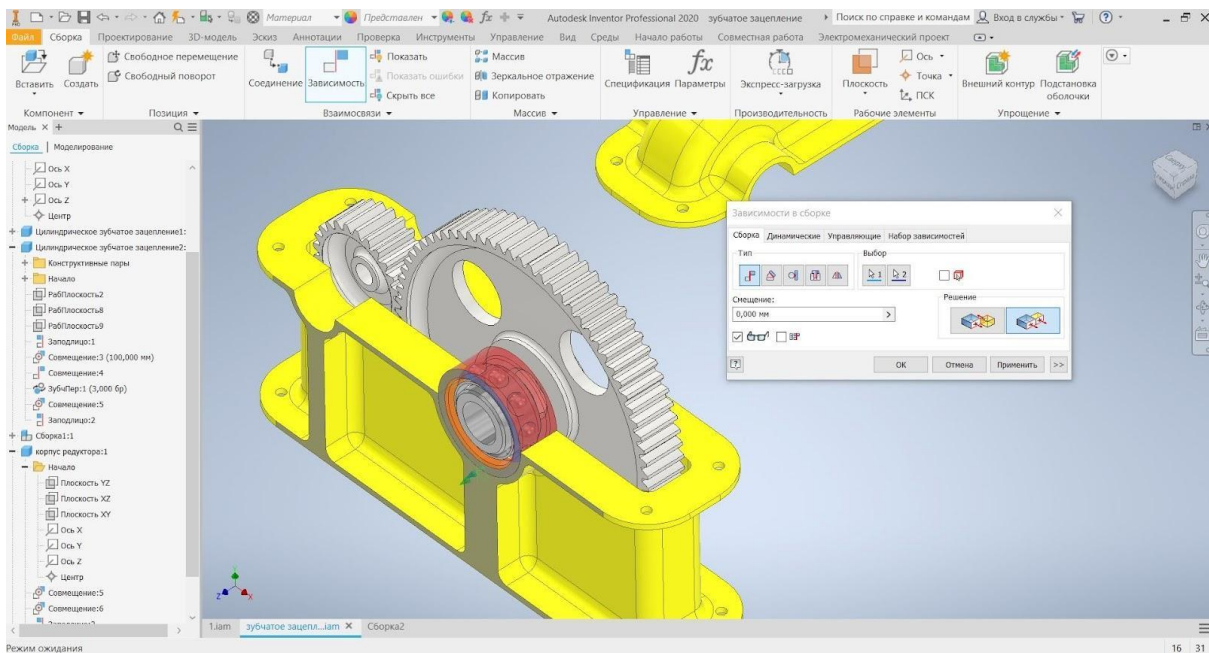 Материал
Представлен
Autodesk Inventor Professional 2020 зубчатое зацепление
Поиск по справке и командам
Вход в службы
Файл Сборка Проектирование 3D-модель Эскиз Аннотации Проверка Инструменты Управление Вид Среды Начало работы Совместная работа Электромеханический проект
Вставить Создать
Свободное перемещение
Свободный поворот
Соединение Зависимость
Показать
Показать ошибки
Скрыть все
Массив
Зеркальное отражение
Копировать
Спецификация Параметры
Экспресс-загрузка
Плоскость
Ось
Точка
ПСК
Внешний контур Подстановка
оболочки
Компонент Позиция Взаимосвязи Массив Управление Производительность Рабочие элементы Упрощение
Модель
Сборка Моделирование
Ось X
Ось Y
Ось Z
Центр
Цилиндрическое зубчатое зацепление1:
Цилиндрическое зубчатое зацепление2:
Конструктивные пары
Начало
РабПлоскость2
РабПлоскость8
РабПлоскость9
Заподлицо:1
Совмещение:3 (100,000 мм)
Совмещение:4
ЗубчПер:1 (3,000 бр)
Совмещение:5
Заподлицо:2
Сборка1:1
корпус редуктора:1
Начало
Плоскость YZ
Плоскость XZ
Плоскость XY
Ось X
Ось Y
Ось Z
Центр
Совмещение:5
Совмещение:6
Зависимости в сборке
Сборка Динамические Управляющие Набор зависимостей
Тип
Выбор
1 2
Смещение:
0,000 мм
Решение
ОК Отмена Применить >>
1.iam зубчатое зацепл...iam Сборка2
Режим ожидания
16 31